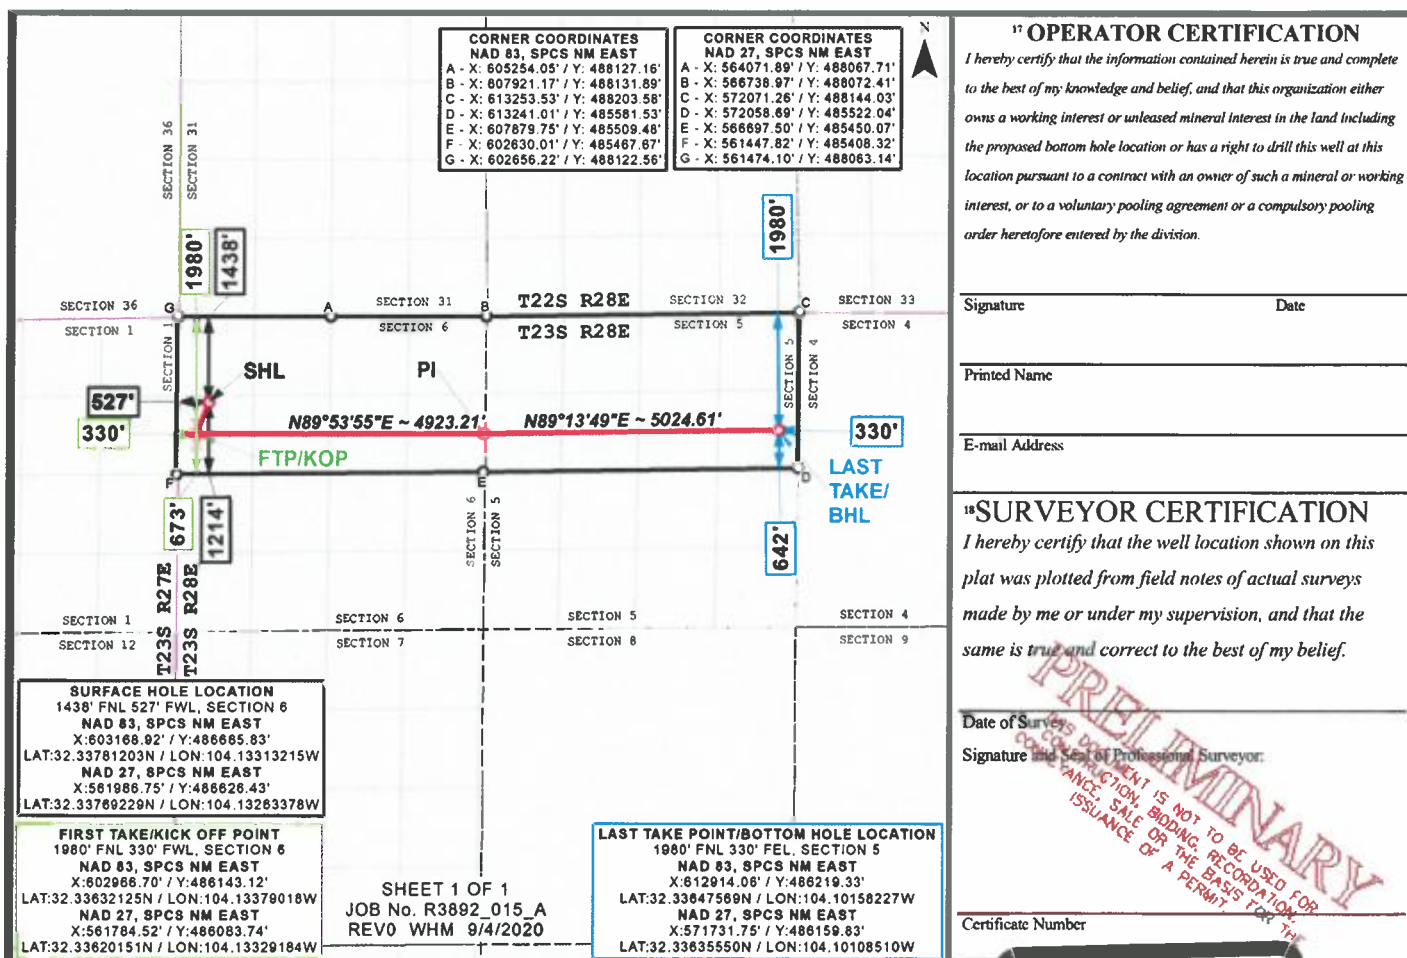 N
CORNER COORDINATES
NAD 83, SPCS NM EAST
A - X: 605254.05' / Y: 488127.16'
B - X: 607921.17' / Y: 488131.89'
C - X: 613253.53' / Y: 488203.58'
D - X: 613241.01' / Y: 485581.53'
E - X: 607879.75' / Y: 485509.48'
F - X: 602630.01' / Y: 485467.67'
G - X: 602656.22' / Y: 488122.56'
CORNER COORDINATES
NAD 27, SPCS NM EAST
A - X: 564071.89' / Y: 488067.71'
B - X: 566738.97' / Y: 488072.41'
C - X: 572071.26' / Y: 488144.03'
D - X: 572058.69' / Y: 485522.04'
E - X: 566697.50' / Y: 485450.07'
F - X: 561447.82' / Y: 485408.32'
G - X: 561474.10' / Y: 488063.14'
SECTION 36
SECTION 31
1980'
1438'
1980'
SECTION 36
G
A
SECTION 31
B
T22S R28E
SECTION 32
C
SECTION 33
SECTION 1
SECTION 6
T23S R28E
SECTION 5
SECTION 4
SECTION 1
SECTION 5
SECTION 4
SHL
PI
527'
330'
N89°53'55"E ~ 4923.21'
N89°13'49"E ~ 5024.61'
330'
FTP/KOP
LAST
TAKE/
BHL
F
E
D
673'
1214'
SECTION 6
SECTION 5
642'
T23S R27E
T23S R28E
SECTION 1
SECTION 6
SECTION 5
SECTION 4
SECTION 12
SECTION 7
SECTION 8
SECTION 9
SURFACE HOLE LOCATION
1438' FNL 527' FWL, SECTION 6
NAD 83, SPCS NM EAST
X:603168.92' / Y:486685.83'
LAT:32.33781203N / LON:104.13313215W
NAD 27, SPCS NM EAST
X:561986.75' / Y:486626.43'
LAT:32.33769229N / LON:104.13263378W
FIRST TAKE/KICK OFF POINT
1980' FNL 330' FWL, SECTION 6
NAD 83, SPCS NM EAST
X:602966.70' / Y:486143.12'
LAT:32.33632125N / LON:104.13379018W
NAD 27, SPCS NM EAST
X:561784.52' / Y:486083.74'
LAT:32.33620151N / LON:104.13329184W
SHEET 1 OF 1
JOB No. R3892_015_A
REV0 WHM 9/4/2020
LAST TAKE POINT/BOTTOM HOLE LOCATION
1980' FNL 330' FEL, SECTION 5
NAD 83, SPCS NM EAST
X:612914.06' / Y:486219.33'
LAT:32.33647569N / LON:104.10158227W
NAD 27, SPCS NM EAST
X:571731.75' / Y:486159.83'
LAT:32.33635550N / LON:104.10108510W
17 OPERATOR CERTIFICATION
I hereby certify that the information contained herein is true and complete
to the best of my knowledge and belief, and that this organization either
owns a working interest or unleased mineral interest in the land including
the proposed bottom hole location or has a right to drill this well at this
location pursuant to a contract with an owner of such a mineral or working
interest, or to a voluntary pooling agreement or a compulsory pooling
order heretofore entered by the division.
Signature Date
Printed Name
E-mail Address
18 SURVEYOR CERTIFICATION
I hereby certify that the well location shown on this
plat was plotted from field notes of actual surveys
made by me or under my supervision, and that the
same is true and correct to the best of my belief.
Date of Survey
Signature and Seal of Professional Surveyor:
PRELIMINARY
THIS DOCUMENT IS NOT TO BE USED FOR
CONSTRUCTION, BIDDING, RECORDATION,
CONVEYANCE, SALE OR THE BASIS FOR TH
ISSUANCE OF A PERMIT.
Certificate Number